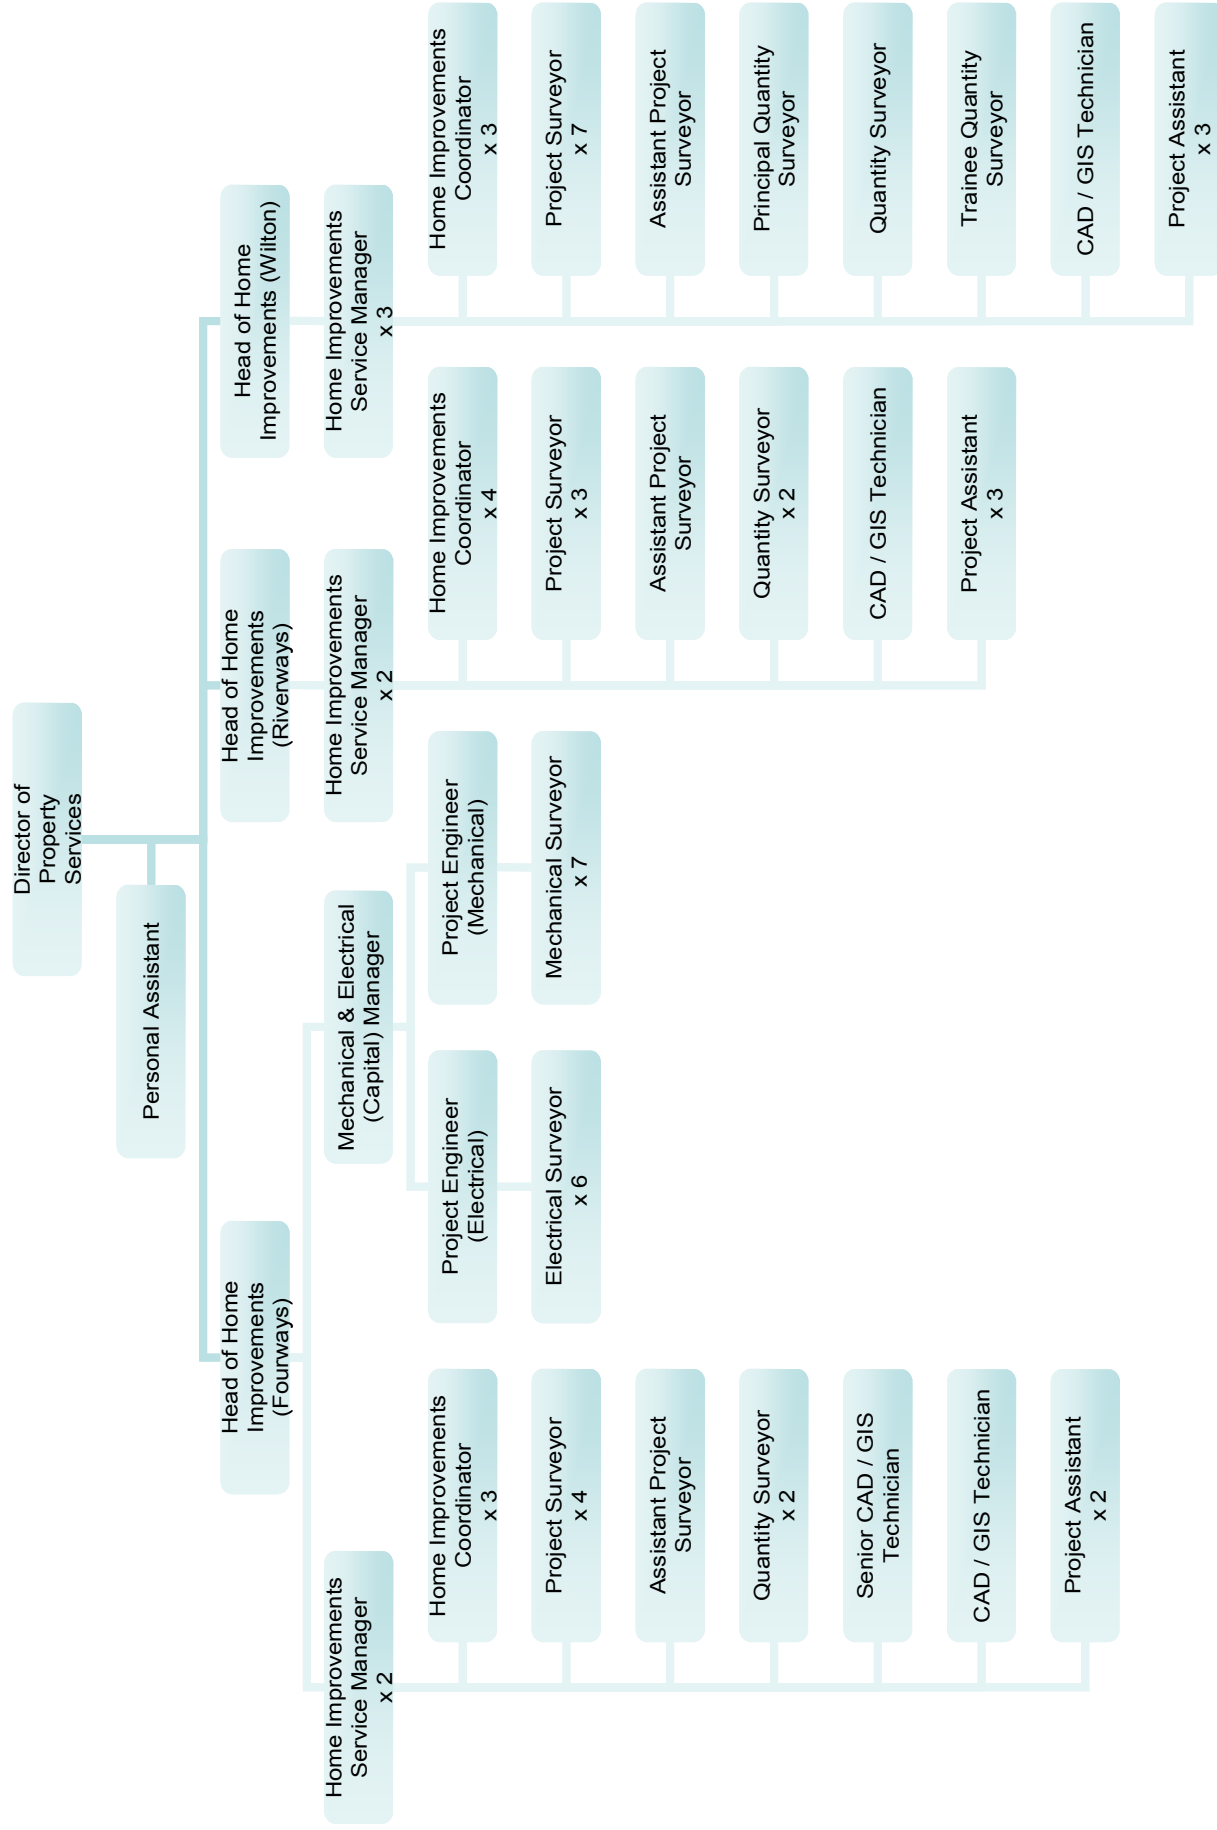 Director of
Property
Services
Personal Assistant
Head of Home
Improvements
(Fourways)
Head of Home
Improvements
(Riverways)
Head of Home
Improvements (Wilton)
Home Improvements
Service Manager
x 2
Mechanical & Electrical
(Capital) Manager
Home Improvements
Service Manager
x 2
Home Improvements
Service Manager
x 3
Home Improvements
Coordinator
x 3
Project Surveyor
x 4
Assistant Project
Surveyor
Quantity Surveyor
x 2
Senior CAD / GIS
Technician
CAD / GIS Technician
Project Assistant
x 2
Project Engineer
(Electrical)
Electrical Surveyor
x 6
Project Engineer
(Mechanical)
Mechanical Surveyor
x 7
Home Improvements
Coordinator
x 4
Project Surveyor
x 3
Assistant Project
Surveyor
Quantity Surveyor
x 2
CAD / GIS Technician
Project Assistant
x 3
Home Improvements
Coordinator
x 3
Project Surveyor
x 7
Assistant Project
Surveyor
Principal Quantity
Surveyor
Quantity Surveyor
Trainee Quantity
Surveyor
CAD / GIS Technician
Project Assistant
x 3